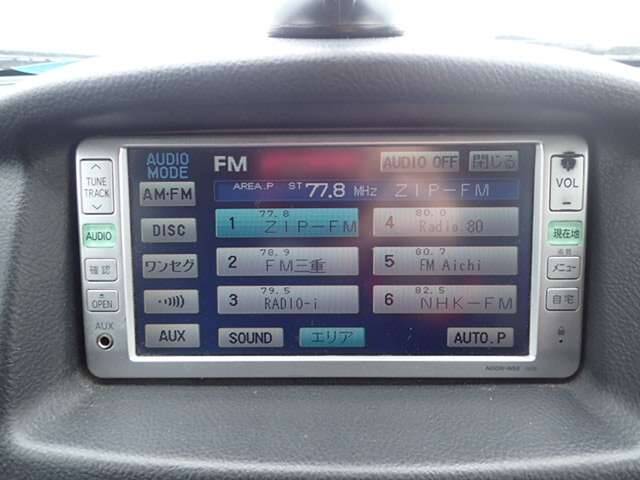 AUDIO MODE FM AUDIO OFF 閉じる
TUNE TRACK
AM·FM AREA.P ST 77.8 MHz ZIP-FM
VOL
1 77.8 ZIP-FM 4 80.0 Radio 80
AUDIO DISC 現在地
名称
確認 ワンセグ 2 78.9 FM三重 5 80.7 FM Aichi メニュー
OPEN 3 79.5 RADIO-i 6 82.5 NHK-FM 自宅
AUX AUX SOUND エリア AUTO.P